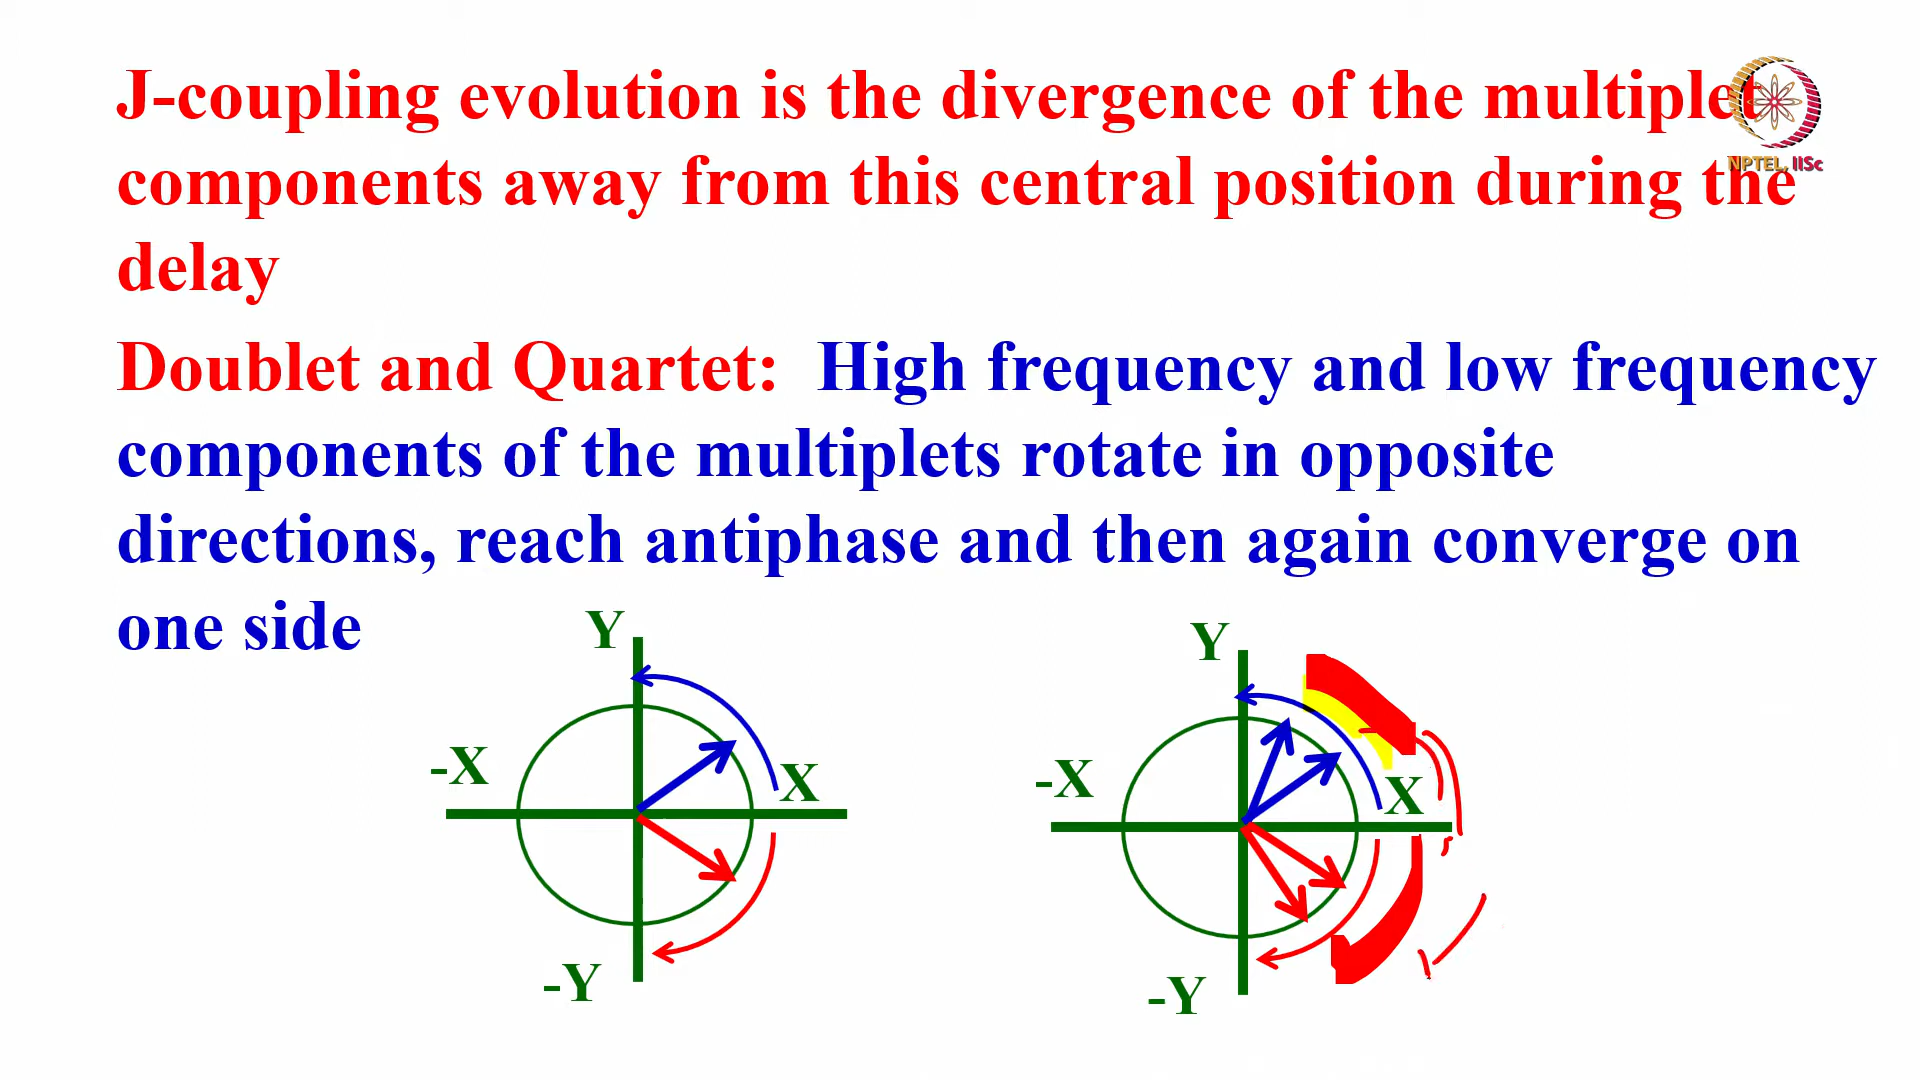 J-coupling evolution is the divergence of the multiplet
components away from this central position during the
delay
NPTEL, IISc
Doublet and Quartet: High frequency and low frequency
components of the multiplets rotate in opposite
directions, reach antiphase and then again converge on
one side
Y
-X
X
-Y
Y
-X
X
-Y